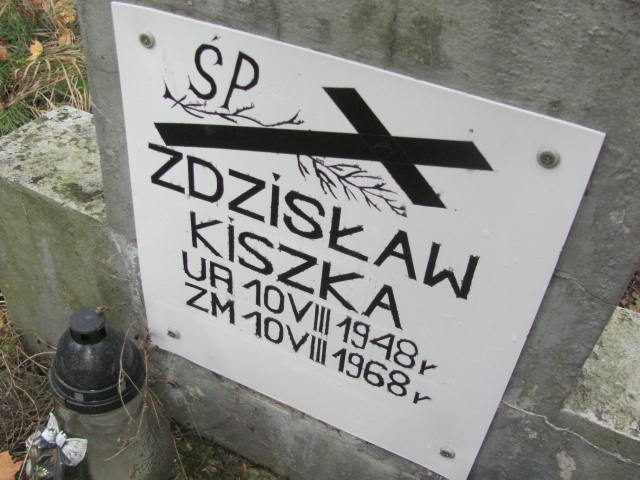 ŚP
ZDZISŁAW
KISZKA
UR 10 VIII 1948 r
ZM 10 VIII 1968 r